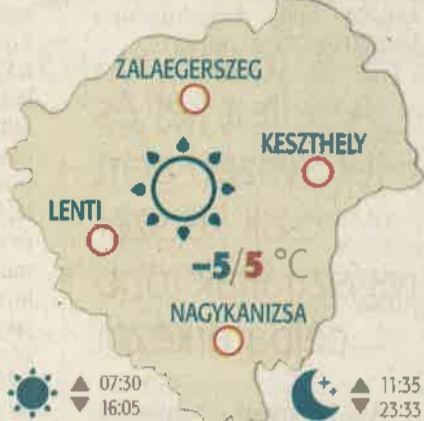 ZALAEGERSZEG
KESZTHELY
LENTI
-5/5 °C
NAGYKANIZSA
07:30
16:05
11:35
23:33